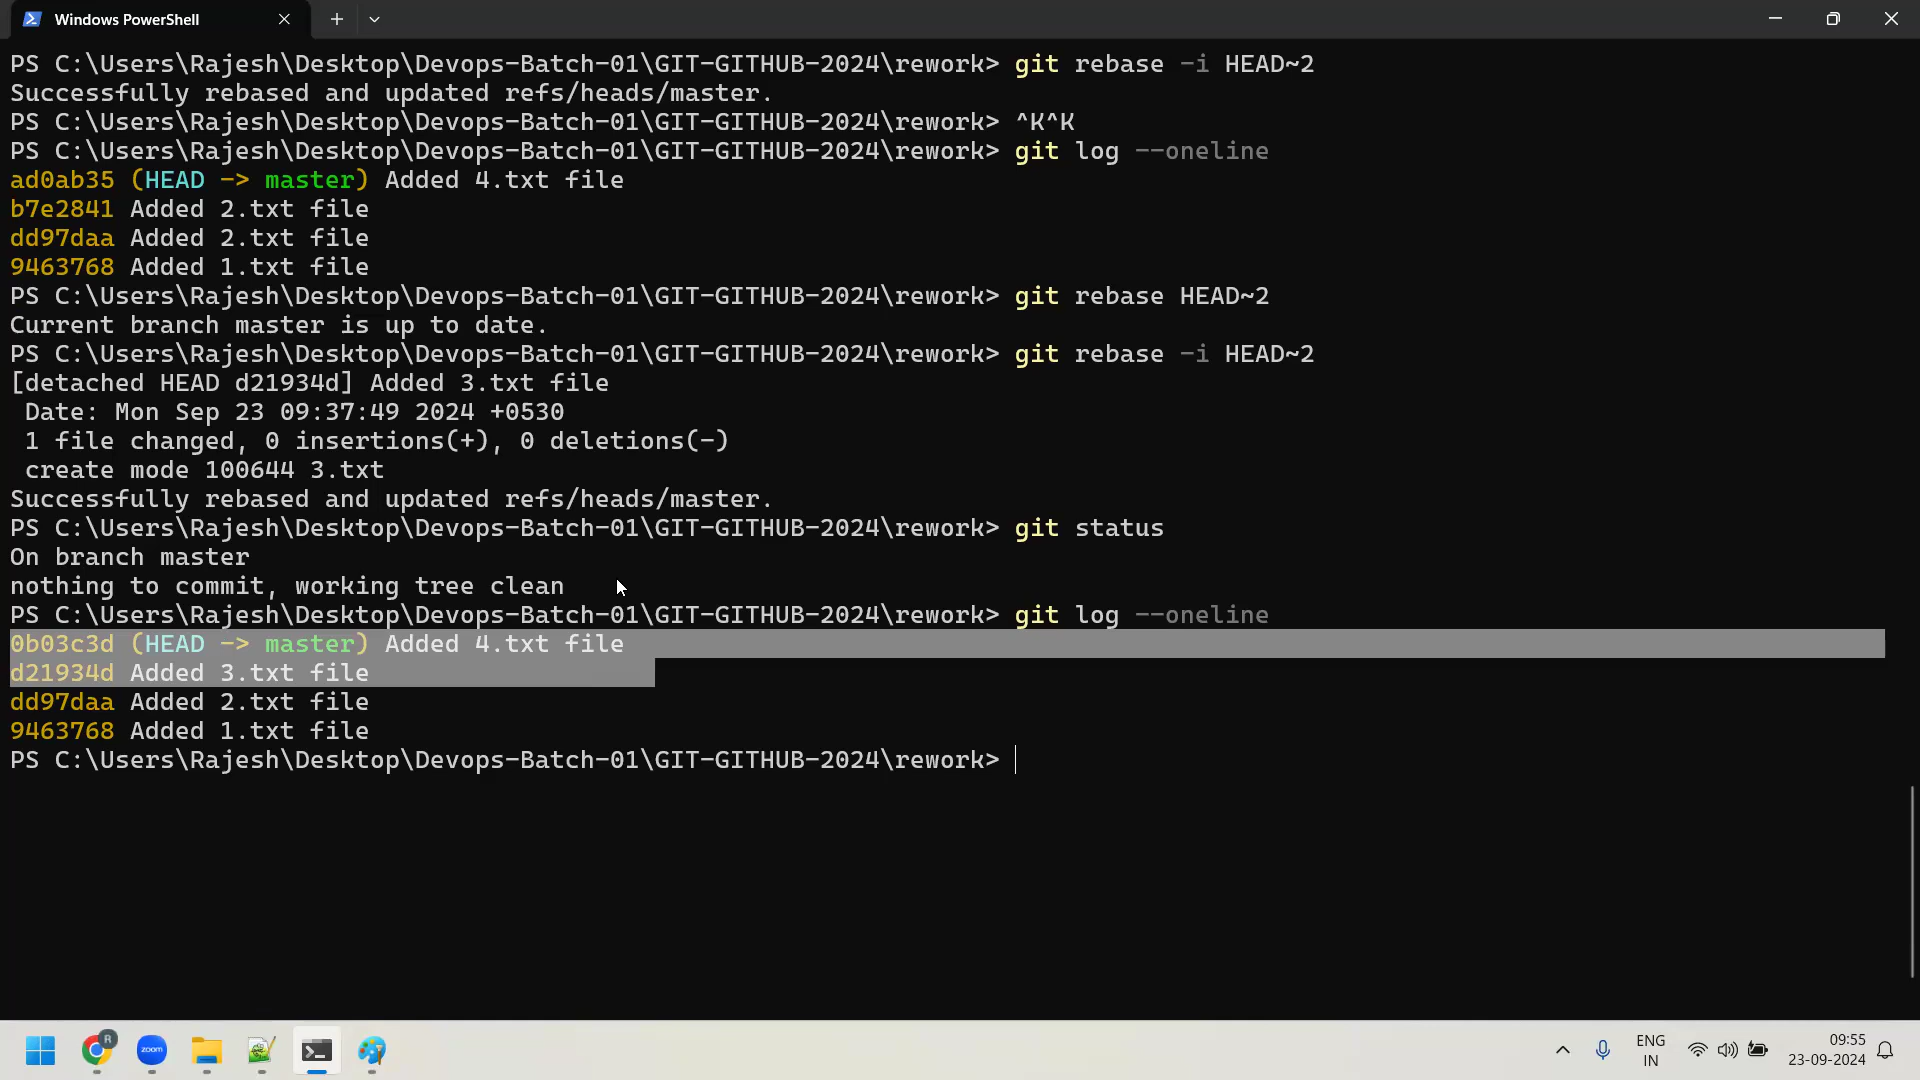 Windows PowerShell
PS C:\Users\Rajesh\Desktop\Devops-Batch-01\GIT-GITHUB-2024\rework> git rebase -i HEAD~2
Successfully rebased and updated refs/heads/master.
PS C:\Users\Rajesh\Desktop\Devops-Batch-01\GIT-GITHUB-2024\rework> ^K^K
PS C:\Users\Rajesh\Desktop\Devops-Batch-01\GIT-GITHUB-2024\rework> git log --oneline
ad0ab35 (HEAD -> master) Added 4.txt file
b7e2841 Added 2.txt file
dd97daa Added 2.txt file
9463768 Added 1.txt file
PS C:\Users\Rajesh\Desktop\Devops-Batch-01\GIT-GITHUB-2024\rework> git rebase HEAD~2
Current branch master is up to date.
PS C:\Users\Rajesh\Desktop\Devops-Batch-01\GIT-GITHUB-2024\rework> git rebase -i HEAD~2
[detached HEAD d21934d] Added 3.txt file
Date: Mon Sep 23 09:37:49 2024 +0530
1 file changed, 0 insertions(+), 0 deletions(-)
create mode 100644 3.txt
Successfully rebased and updated refs/heads/master.
PS C:\Users\Rajesh\Desktop\Devops-Batch-01\GIT-GITHUB-2024\rework> git status
On branch master
nothing to commit, working tree clean
PS C:\Users\Rajesh\Desktop\Devops-Batch-01\GIT-GITHUB-2024\rework> git log --oneline
0b03c3d (HEAD -> master) Added 4.txt file
d21934d Added 3.txt file
dd97daa Added 2.txt file
9463768 Added 1.txt file
PS C:\Users\Rajesh\Desktop\Devops-Batch-01\GIT-GITHUB-2024\rework>
R
zoom
ENG
IN
09:55
23-09-2024